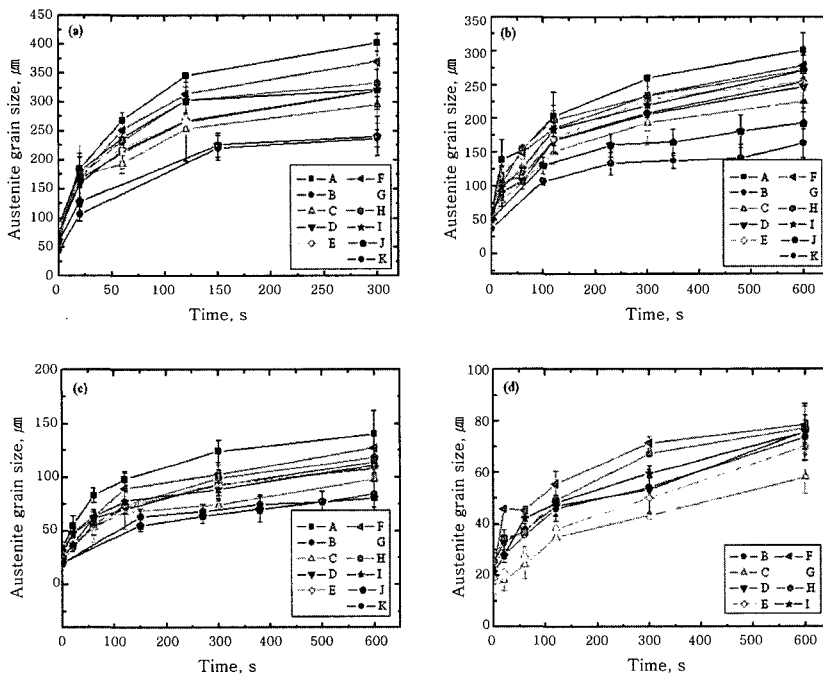 (a)
Austenite grain size, μm
450
400
350
300
250
200
150
100
50
0
0 50 100 150 200 250 300
Time, s
A F
B G
C H
D I
E J
K
(b)
Austenite grain size, μm
350
300
250
200
150
100
50
0
0 100 200 300 400 500 600
Time, s
A F
B G
C H
D I
E J
K
(c)
Austenite grain size, μm
200
150
100
50
0
0 100 200 300 400 500 600
Time, s
A F
B G
C H
D I
E J
K
(d)
Austenite grain size, μm
100
80
60
40
20
0
0 100 200 300 400 500 600
Time, s
B F
C G
D H
E I